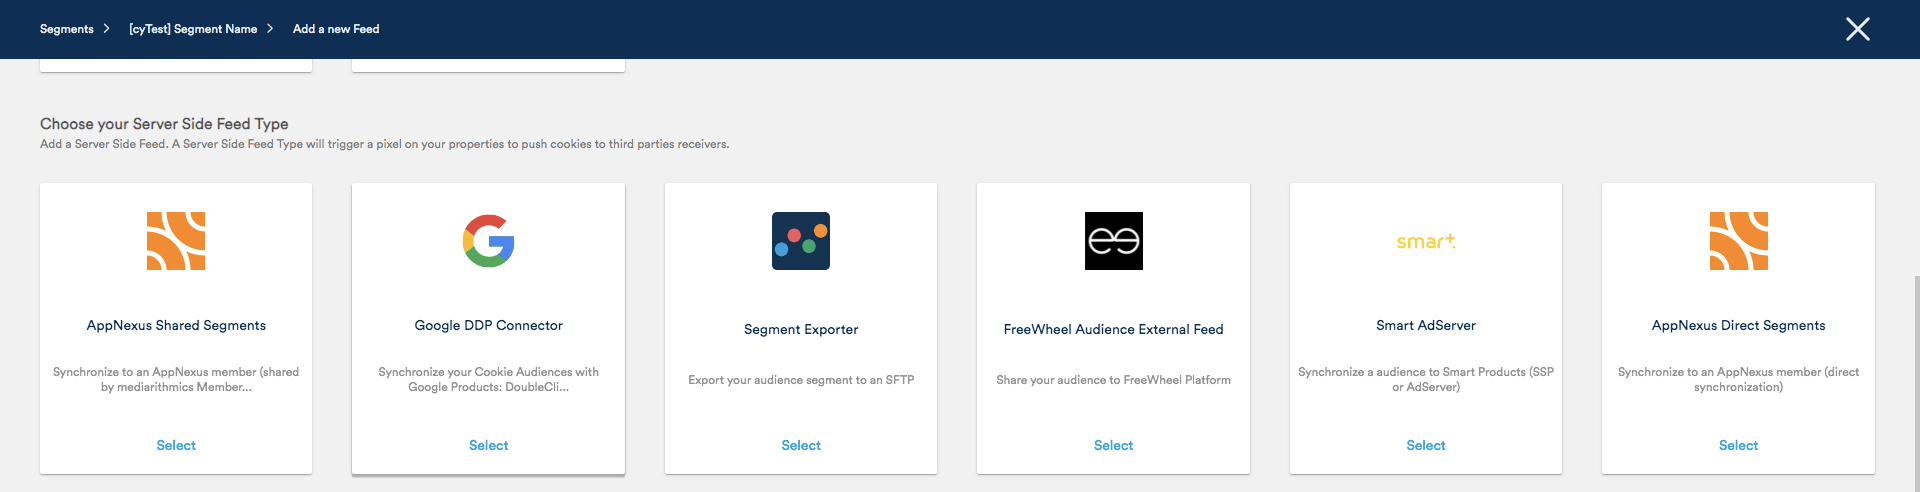 Segments > [cyTest] Segment Name > Add a new Feed
Choose your Server Side Feed Type
Add a Server Side Feed. A Server Side Feed Type will trigger a pixel on your properties to push cookies to third parties receivers.
AppNexus Shared Segments
Synchronize to an AppNexus member (shared
by mediarithmics Member...
Select
Google DDP Connector
Synchronize your Cookie Audiences with
Google Products: DoubleCli...
Select
Segment Exporter
Export your audience segment to an SFTP
Select
FreeWheel Audience External Feed
Share your audience to FreeWheel Platform
Select
smart.
Smart AdServer
Synchronize a audience to Smart Products (SSP
or AdServer)
Select
AppNexus Direct Segments
Synchronize to an AppNexus member (direct
synchronization)
Select